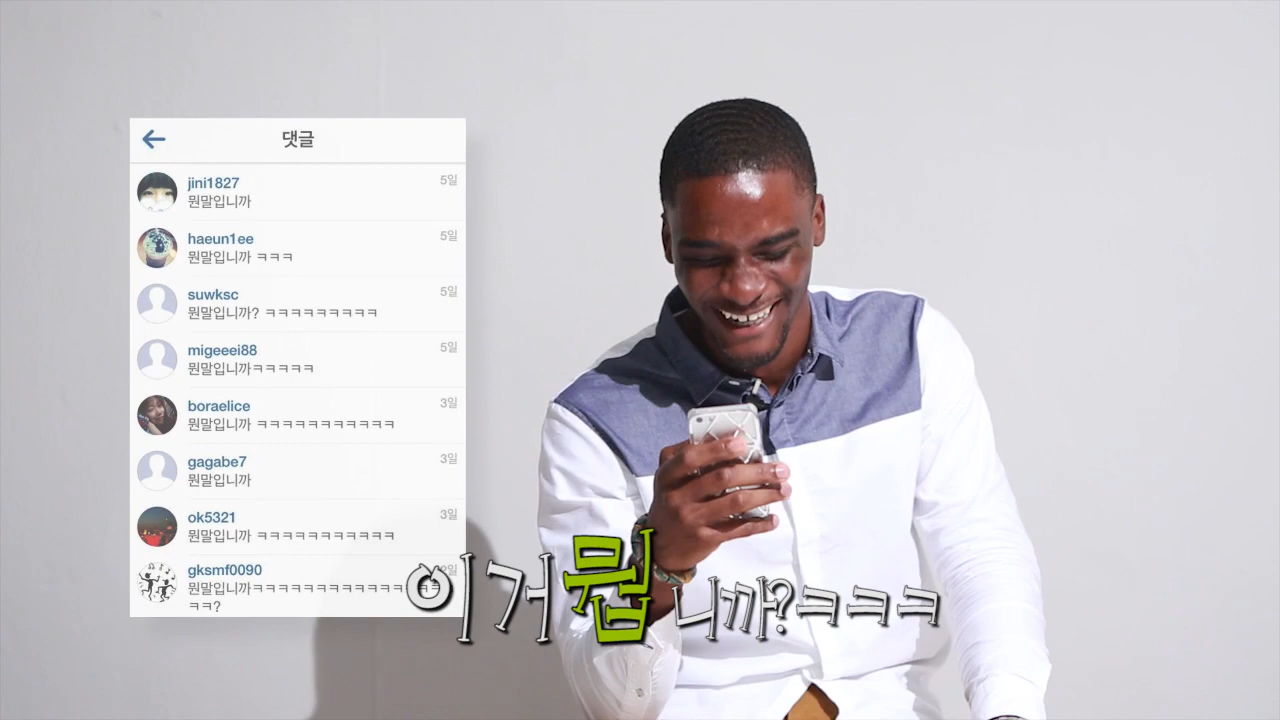 댓글
jini1827
5일
뭔말입니까
haeun1ee
5일
뭔말입니까 ㅋㅋㅋ
suwksc
5일
뭔말입니까? ㅋㅋㅋㅋㅋㅋㅋㅋㅋ
migeeei88
5일
뭔말입니까ㅋㅋㅋㅋㅋ
boraelice
3일
뭔말입니까 ㅋㅋㅋㅋㅋㅋㅋㅋㅋㅋㅋ
gagabe7
3일
뭔말입니까
ok5321
3일
뭔말입니까 ㅋㅋㅋㅋㅋㅋㅋㅋㅋㅋㅋ
gksmf0090
뭔말입니까ㅋㅋㅋㅋㅋㅋㅋㅋㅋㅋㅋㅋ
ㅋㅋ?
이거 뭡니까?ㅋㅋㅋ